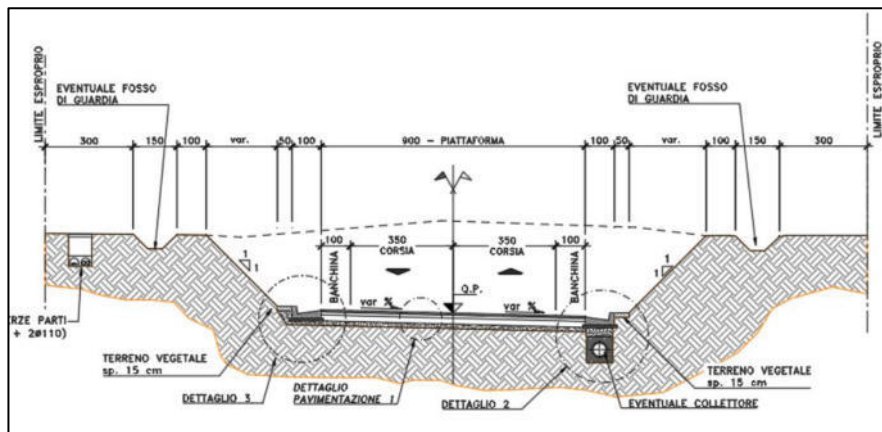 LIMITE ESPROPRIO
EVENTUALE FOSSO
DI GUARDIA
EVENTUALE FOSSO
DI GUARDIA
LIMITE ESPROPRIO
300 150 100 var. 50 100 900 - PIATTAFORMA 100 50 var. 100 150 300
100 350 350 100
CORSIA CORSIA
BANCHINA BANCHINA
1
1
1
1
Q.P.
var % var %
ERZE PARTI
+ 2ø110)
TERRENO VEGETALE
sp. 15 cm
TERRENO VEGETALE
sp. 15 cm
DETTAGLIO 3
DETTAGLIO
PAVIMENTAZIONE 1
DETTAGLIO 2
EVENTUALE COLLETTORE